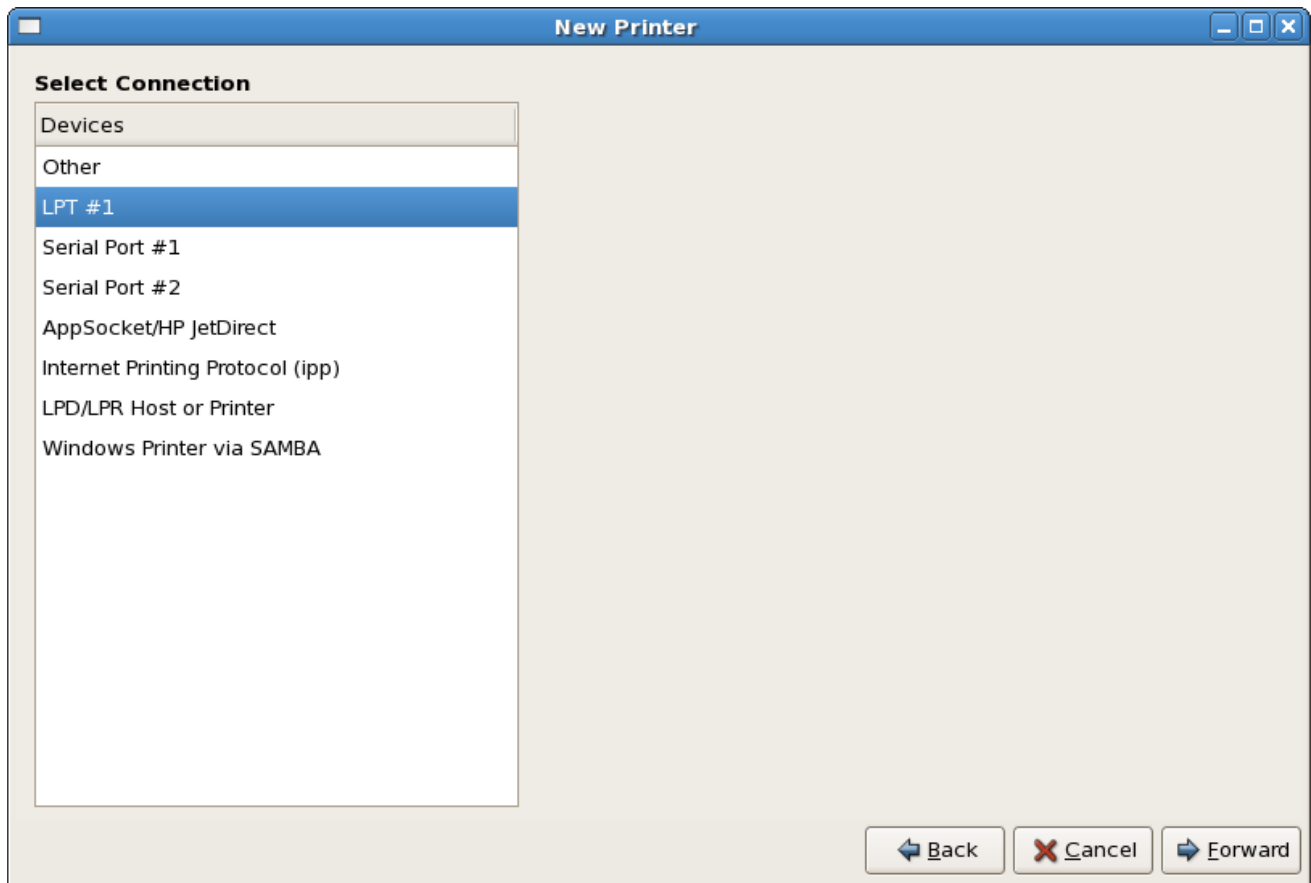 New Printer
Select Connection
Devices
Other
LPT #1
Serial Port #1
Serial Port #2
AppSocket/HP JetDirect
Internet Printing Protocol (ipp)
LPD/LPR Host or Printer
Windows Printer via SAMBA
Back Cancel Forward